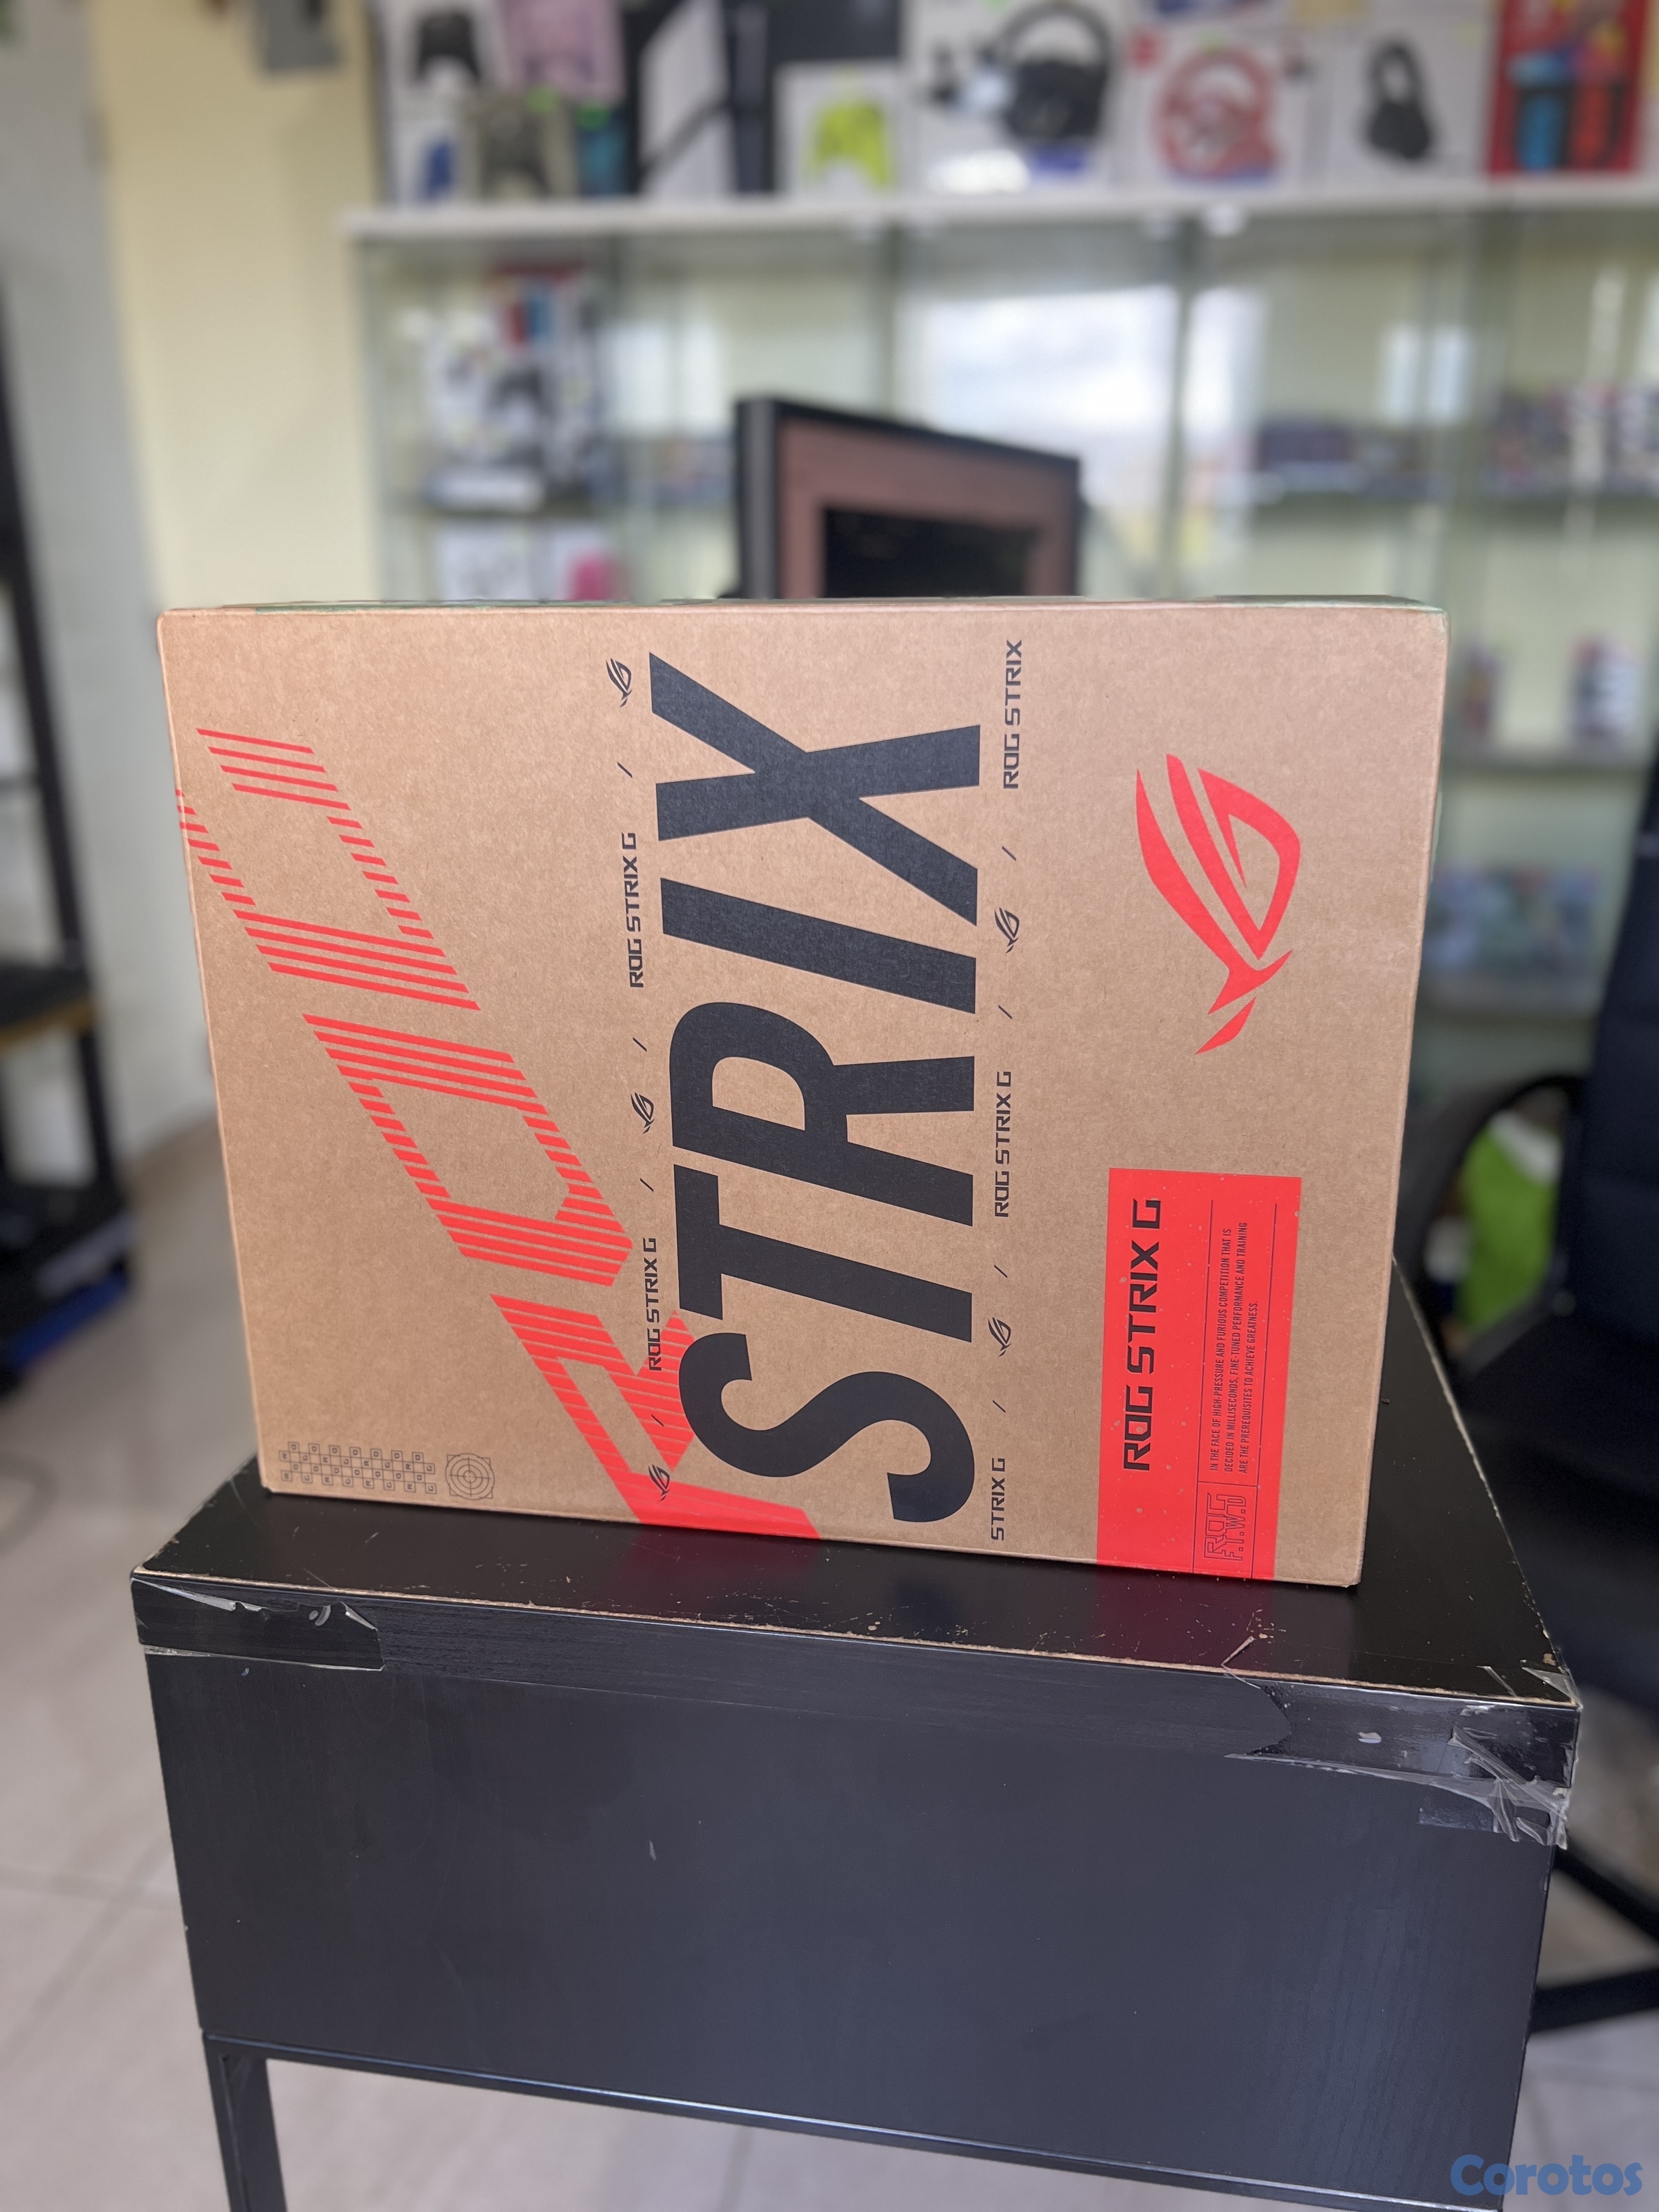 ROG
ROG STRIX G / / ROG STRIX G / /
STRIX
STRIX G / / ROG STRIX G / / ROG STRIX
ROG STRIX G
ROG
F.T.W.D
IN THE FACE OF HIGH-PRESSURE AND FURIOUS COMPETITION THAT IS
DECIDED IN MILLISECONDS, FINE-TUNED PERFORMANCE AND TRAINING
ARE THE PREREQUISITES TO ACHIEVE GREATNESS.
Corotos